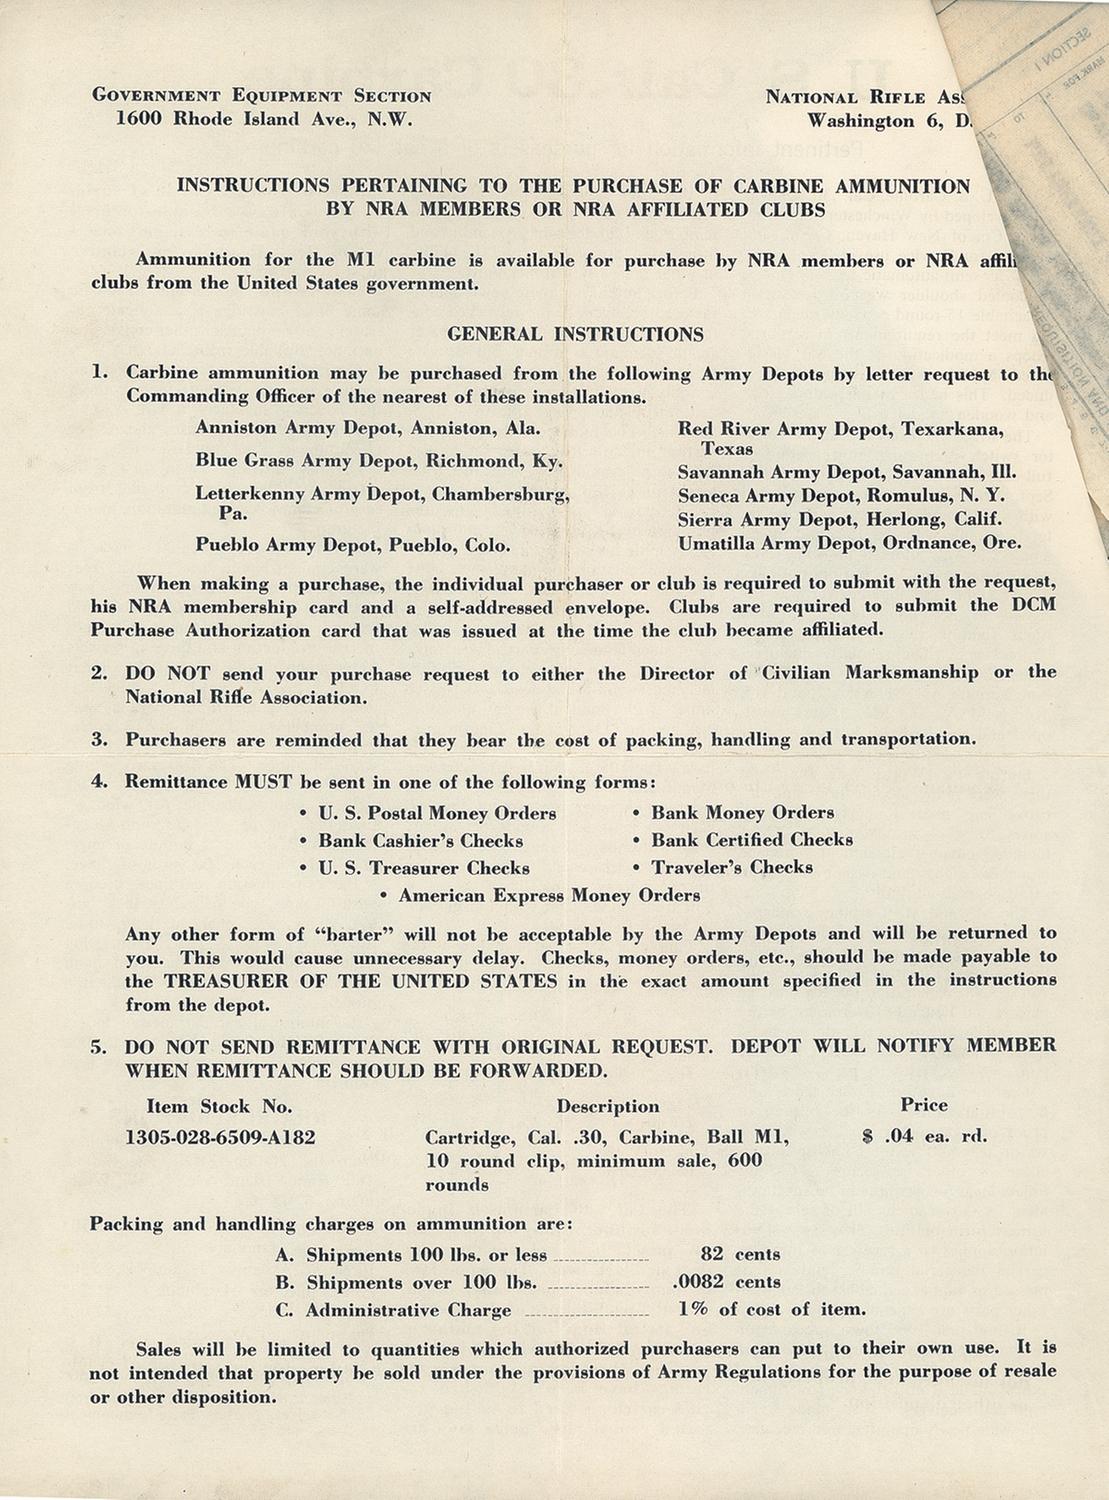 GOVERNMENT EQUIPMENT SECTION
1600 Rhode Island Ave., N.W.
NATIONAL RIFLE
Washington 6,
INSTRUCTIONS PERTAINING TO THE PURCHASE OF CARBINE AMMUNITION
BY NRA MEMBERS OR NRA AFFILIATED CLUBS
Ammunition for the M1 carbine is available for purchase by NRA members or NRA
clubs from the United States government.
GENERAL INSTRUCTIONS
1. Carbine ammunition may be purchased from the following Army Depots by letter request to the
Commanding Officer of the nearest of these installations.
Anniston Army Depot, Anniston, Ala.
Blue Grass Army Depot, Richmond, Ky.
Letterkenny Army Depot, Chambersburg,
Pa.
Pueblo Army Depot, Pueblo, Colo.
Red River Army Depot, Texarkana,
Texas
Savannah Army Depot, Savannah, Ill.
Seneca Army Depot, Romulus, N. Y.
Sierra Army Depot, Herlong, Calif.
Umatilla Army Depot, Ordnance, Ore.
When making a purchase, the individual purchaser or club is required to submit with the request,
his NRA membership card and a self-addressed envelope. Clubs are required to submit the DCM
Purchase Authorization card that was issued at the time the club became affiliated.
2. DO NOT send your purchase request to either the Director of Civilian Marksmanship or the
National Rifle Association.
3. Purchasers are reminded that they bear the cost of packing, handling and transportation.
4. Remittance MUST be sent in one of the following forms:
• U. S. Postal Money Orders
• Bank Cashier's Checks
• U. S. Treasurer Checks
• Bank Money Orders
• Bank Certified Checks
• Traveler's Checks
• American Express Money Orders
Any other form of “barter” will not be acceptable by the Army Depots and will be returned to
you. This would cause unnecessary delay. Checks, money orders, etc., should be made payable to
the TREASURER OF THE UNITED STATES in the exact amount specified in the instructions
from the depot.
5. DO NOT SEND REMITTANCE WITH ORIGINAL REQUEST. DEPOT WILL NOTIFY MEMBER
WHEN REMITTANCE SHOULD BE FORWARDED.
Item Stock No. Description Price
1305-028-6509-A182 Cartridge, Cal. .30, Carbine, Ball M1, $ .04 ea. rd.
10 round clip, minimum sale, 600
rounds
Packing and handling charges on ammunition are:
A. Shipments 100 lbs. or less 82 cents
B. Shipments over 100 lbs. .0082 cents
C. Administrative Charge 1% of cost of item.
Sales will be limited to quantities which authorized purchasers can put to their own use. It is
not intended that property be sold under the provisions of Army Regulations for the purpose of resale
or other disposition.
SECTION I
MARK FOR
TO